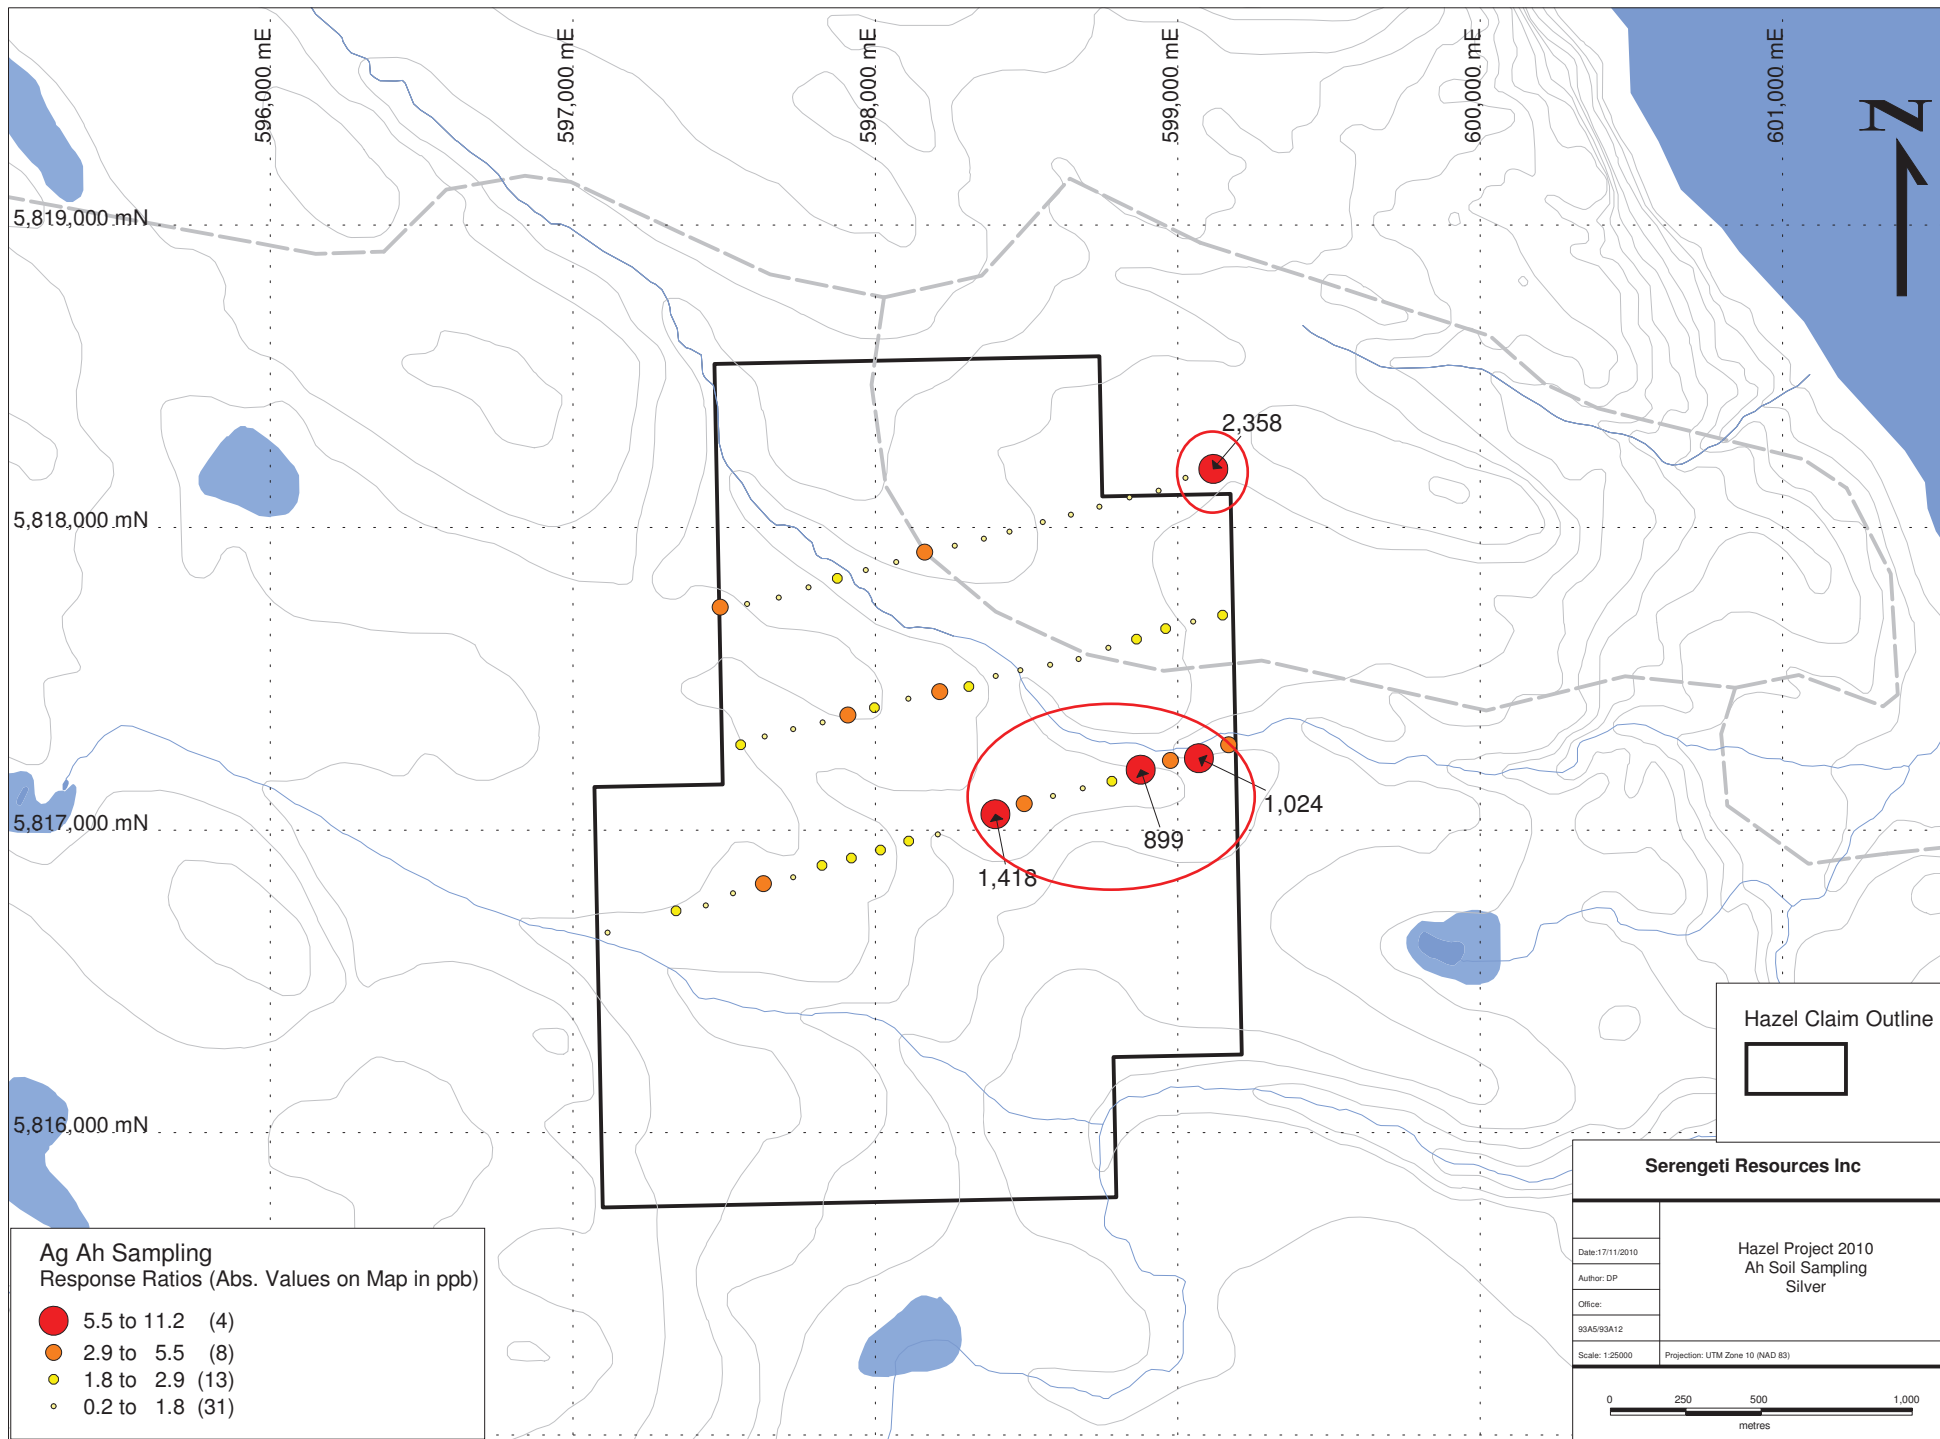 596,000 mE
597,000 mE
598,000 mE
599,000 mE
600,000 mE
601,000 mE
N
5,819,000 mN
2,358
5,818,000 mN
1,024
5,817,000 mN
899
1,418
Hazel Claim Outline
5,816,000 mN
Serengeti Resources Inc
Date:17/11/2010
Author: DP
Office:
93A5/93A12
Scale: 1:25000
Hazel Project 2010
Ah Soil Sampling
Silver
Projection: UTM Zone 10 (NAD 83)
0 250 500 1,000
metres
Ag Ah Sampling
Response Ratios (Abs. Values on Map in ppb)
5.5 to 11.2 (4)
2.9 to 5.5 (8)
1.8 to 2.9 (13)
0.2 to 1.8 (31)